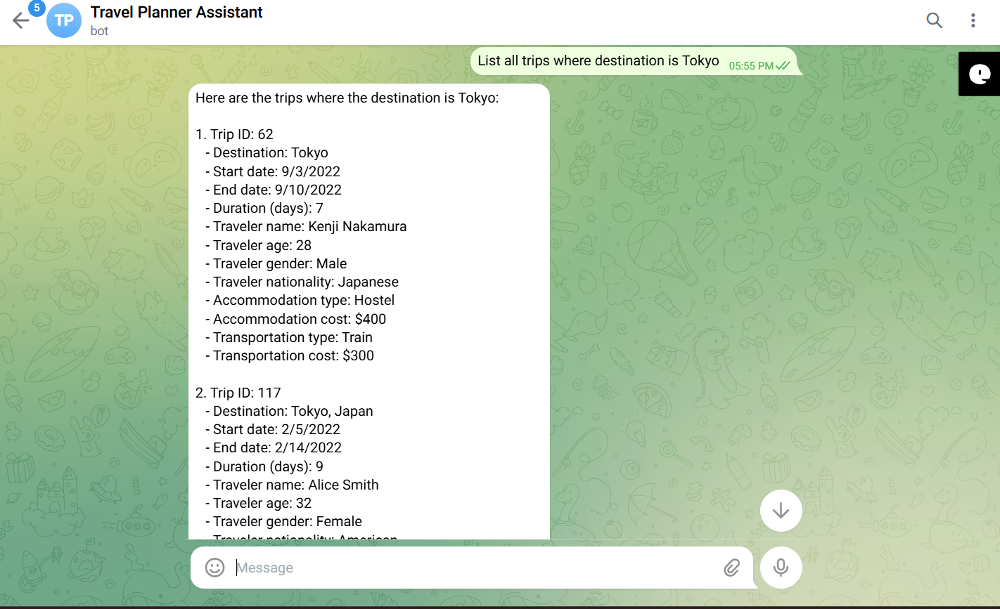 5
TP
Travel Planner Assistant
bot
List all trips where destination is Tokyo 05:55 PM
Here are the trips where the destination is Tokyo:
1. Trip ID: 62
- Destination: Tokyo
- Start date: 9/3/2022
- End date: 9/10/2022
- Duration (days): 7
- Traveler name: Kenji Nakamura
- Traveler age: 28
- Traveler gender: Male
- Traveler nationality: Japanese
- Accommodation type: Hostel
- Accommodation cost: $400
- Transportation type: Train
- Transportation cost: $300
2. Trip ID: 117
- Destination: Tokyo, Japan
- Start date: 2/5/2022
- End date: 2/14/2022
- Duration (days): 9
- Traveler name: Alice Smith
- Traveler age: 32
- Traveler gender: Female
- Traveler nationality: American
Message